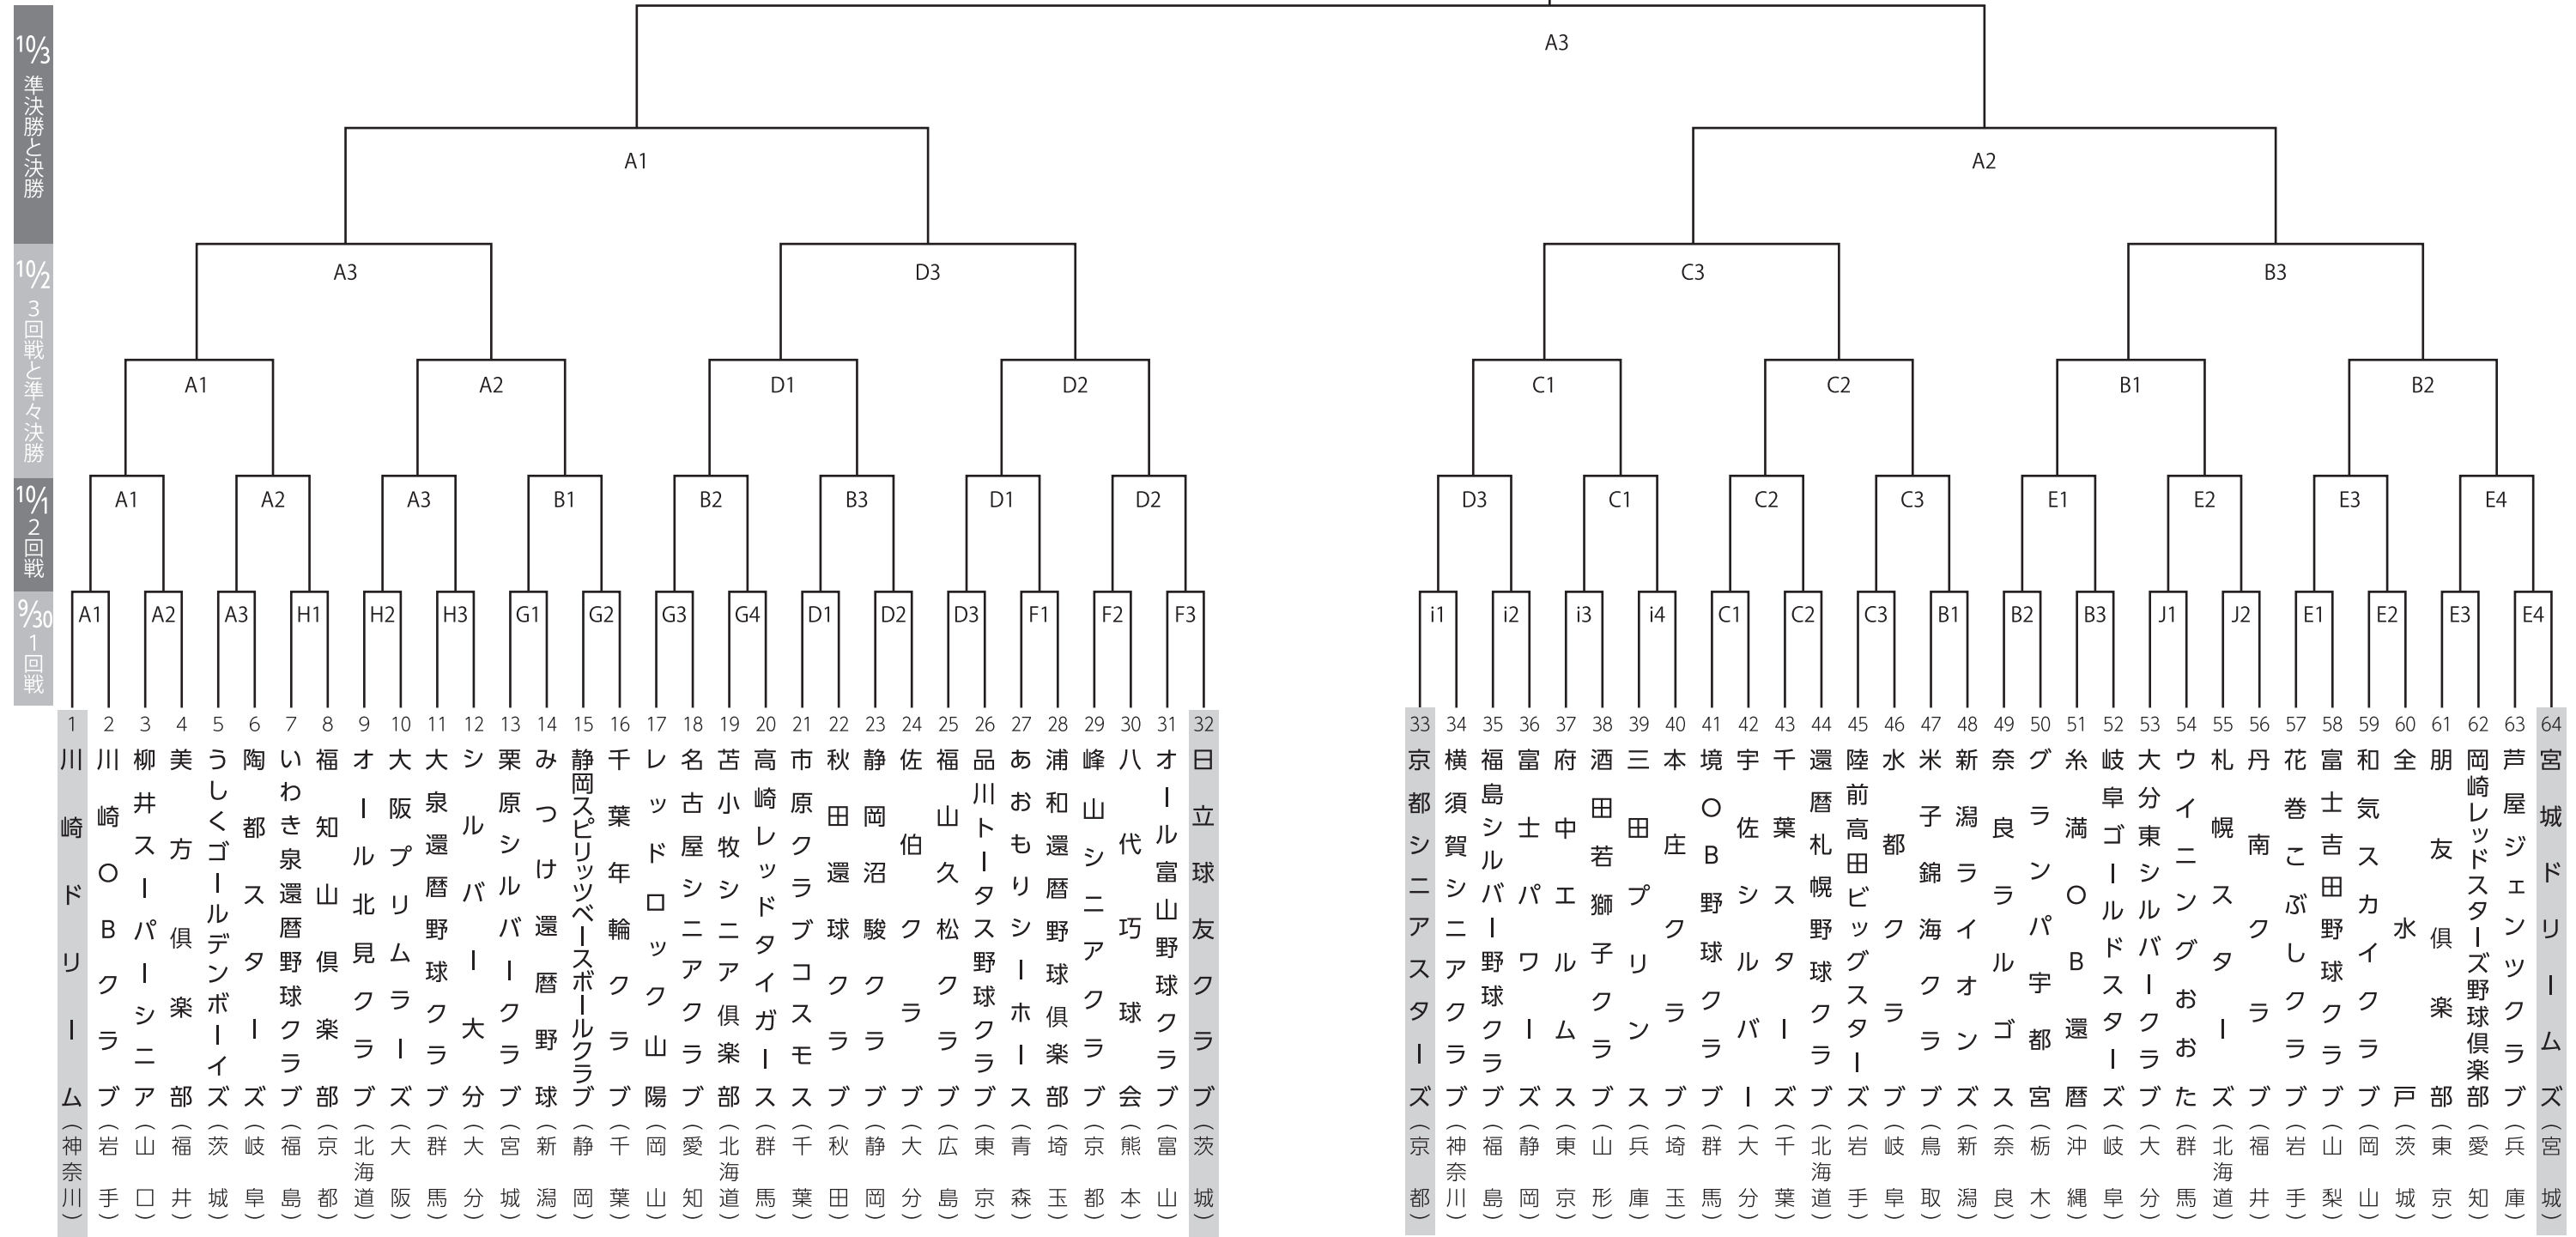 A3
10/3 準決勝と決勝
A1
A2
10/2 3回戦と準々決勝
A3
D3
C3
B3
A1
A2
D1
D2
C1
C2
B1
B2
10/1 2回戦
A1
A2
A3
B1
B2
B3
D1
D2
D3
C1
C2
C3
E1
E2
E3
E4
9/30 1回戦
A1
A2
A3
H1
H2
H3
G1
G2
G3
G4
D1
D2
D3
F1
F2
F3
i1
i2
i3
i4
C1
C2
C3
B1
B2
B3
J1
J2
E1
E2
E3
E4
1 川崎ドリーム（神奈川）
2 川崎OBクラブ（岩手）
3 柳井スーパーシニア（山口）
4 美方倶楽部（福井）
5 うしくゴールデンボーイズ（茨城）
6 陶都スターズ（岐阜）
7 いわき泉還暦野球クラブ（福島）
8 福知山倶楽部（京都）
9 オール北見クラブ（北海道）
10 大阪プリムラーズ（大阪）
11 大泉還暦野球クラブ（群馬）
12 シルバー大分（大分）
13 栗原シルバークラブ（宮城）
14 みつけ還暦野球（新潟）
15 静岡スピリッツベースボールクラブ（静岡）
16 千葉年輪クラブ（千葉）
17 レッドロック山陽（岡山）
18 名古屋シニアクラブ（愛知）
19 苫小牧シニア倶楽部（北海道）
20 高崎レッドタイガース（群馬）
21 市原クラブコスモス（千葉）
22 秋田還球クラブ（秋田）
23 静岡沼駿クラブ（静岡）
24 佐伯クラブ（大分）
25 福山久松クラブ（広島）
26 品川トータス野球クラブ（東京）
27 あおもりシーホース（青森）
28 浦和還暦野球倶楽部（埼玉）
29 峰山シニアクラブ（京都）
30 八代巧球会（熊本）
31 オール富山野球クラブ（富山）
32 日立球友クラブ（茨城）
33 京都シニアスターズ（京都）
34 横須賀シニアクラブ（神奈川）
35 福島シルバー野球クラブ（福島）
36 富士パワーズ（静岡）
37 府中エルムス（東京）
38 酒田若獅子クラブ（山形）
39 三田プリンス（兵庫）
40 本庄クラブ（埼玉）
41 境OB野球クラブ（群馬）
42 宇佐シルバー（大分）
43 千葉スターズ（千葉）
44 還暦札幌野球クラブ（北海道）
45 陸前高田ビッグスターズ（岩手）
46 水都クラブ（岐阜）
47 米子錦海クラブ（鳥取）
48 新潟ライオンズ（新潟）
49 奈良ラルゴス（奈良）
50 グランパ宇都宮（栃木）
51 糸満OB還暦（沖縄）
52 岐阜ゴールドスターズ（岐阜）
53 大分東シルバークラブ（大分）
54 ウイニングおおた（群馬）
55 札幌スターズ（北海道）
56 丹南クラブ（福井）
57 花巻こぶしクラブ（岩手）
58 富士吉田野球クラブ（山梨）
59 和気スカイクラブ（岡山）
60 全水戸（茨城）
61 朋友倶楽部（東京）
62 岡崎レッドスターズ野球倶楽部（愛知）
63 芦屋ジェンツクラブ（兵庫）
64 宮城ドリームズ（宮城）